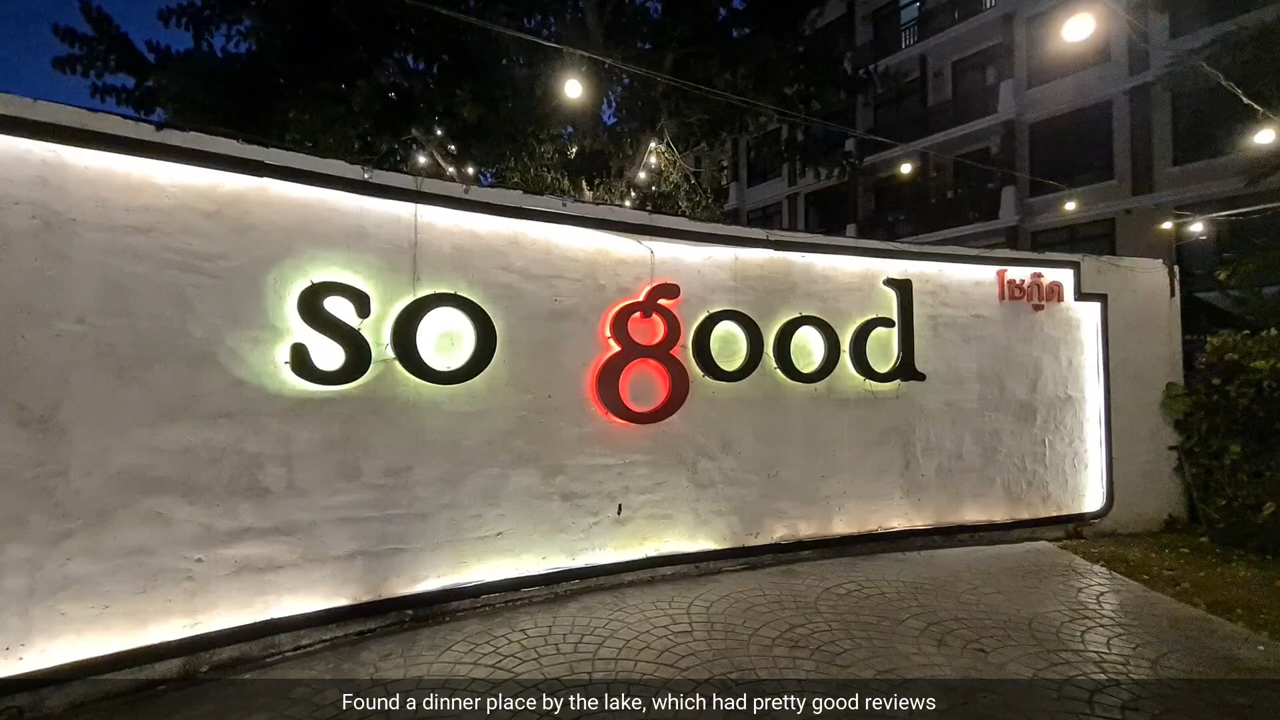 so good
โซกู๊ด
Found a dinner place by the lake, which had pretty good reviews